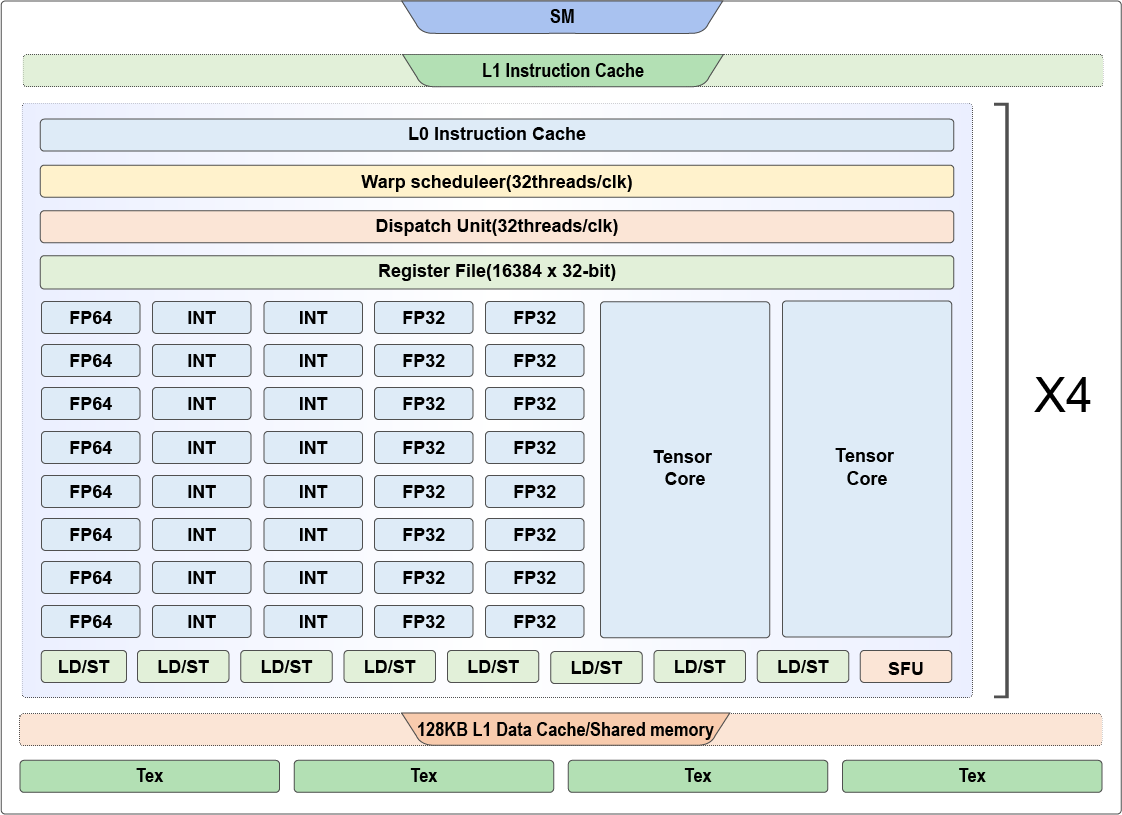 SM
L1 Instruction Cache
L0 Instruction Cache
Warp scheduleer(32threads/clk)
Dispatch Unit(32threads/clk)
Register File(16384 x 32-bit)
FP64 INT INT FP32 FP32
FP64 INT INT FP32 FP32
FP64 INT INT FP32 FP32
FP64 INT INT FP32 FP32
FP64 INT INT FP32 FP32
FP64 INT INT FP32 FP32
FP64 INT INT FP32 FP32
FP64 INT INT FP32 FP32
Tensor
Core
Tensor
Core
X4
LD/ST LD/ST LD/ST LD/ST LD/ST LD/ST LD/ST LD/ST SFU
128KB L1 Data Cache/Shared memory
Tex Tex Tex Tex